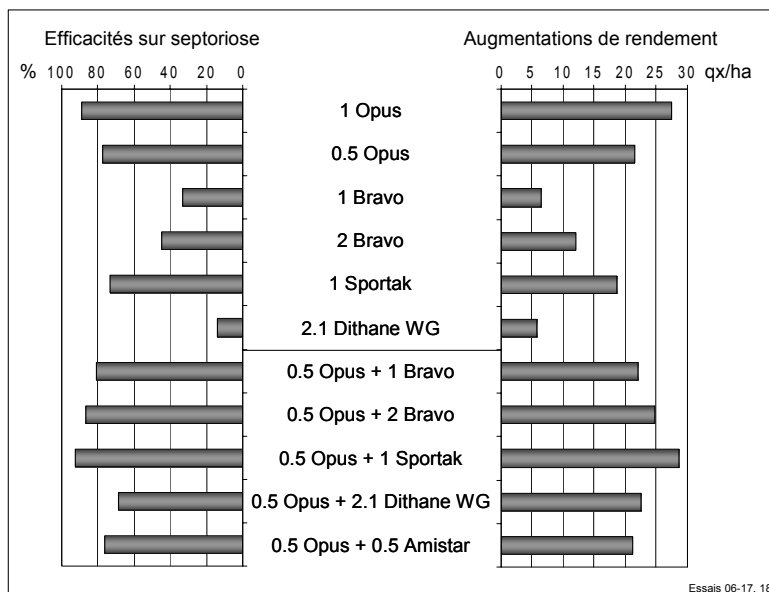 Efficacités sur septoriose
Augmentations de rendement
% 100 80 60 40 20 0
0 5 10 15 20 25 30 qx/ha
1 Opus
0.5 Opus
1 Bravo
2 Bravo
1 Sportak
2.1 Dithane WG
0.5 Opus + 1 Bravo
0.5 Opus + 2 Bravo
0.5 Opus + 1 Sportak
0.5 Opus + 2.1 Dithane WG
0.5 Opus + 0.5 Amistar
Essais 06-17, 18